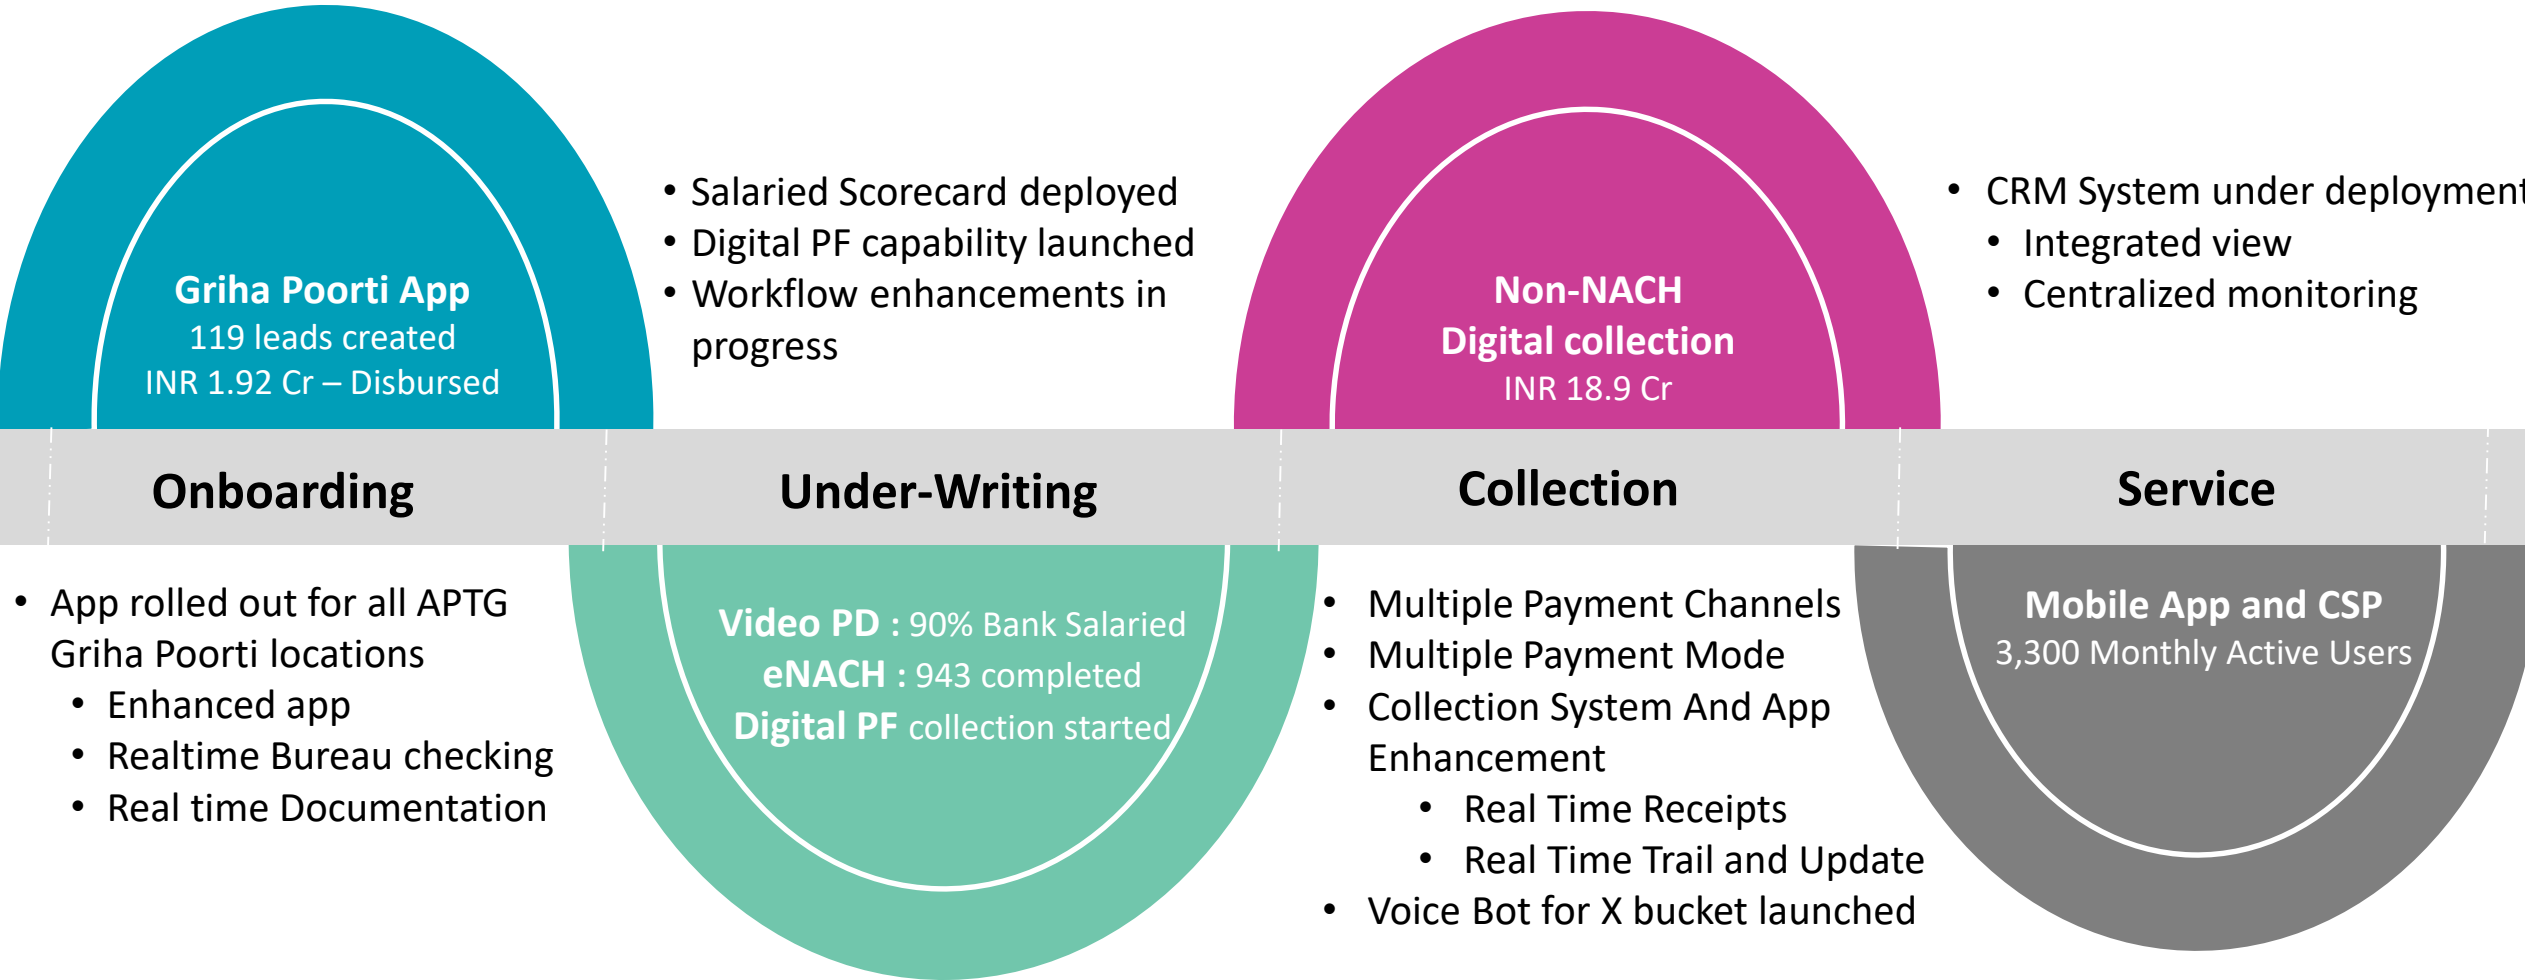 Griha Poorti App
119 leads created
INR 1.92 Cr – Disbursed
• Salaried Scorecard deployed
• Digital PF capability launched
• Workflow enhancements in
progress
Non-NACH
Digital collection
INR 18.9 Cr
• CRM System under deployment
• Integrated view
• Centralized monitoring
Onboarding
Under-Writing
Collection
Service
• App rolled out for all APTG
Griha Poorti locations
• Enhanced app
• Realtime Bureau checking
• Real time Documentation
Video PD : 90% Bank Salaried
eNACH : 943 completed
Digital PF collection started
• Multiple Payment Channels
• Multiple Payment Mode
• Collection System And App
Enhancement
• Real Time Receipts
• Real Time Trail and Update
• Voice Bot for X bucket launched
Mobile App and CSP
3,300 Monthly Active Users